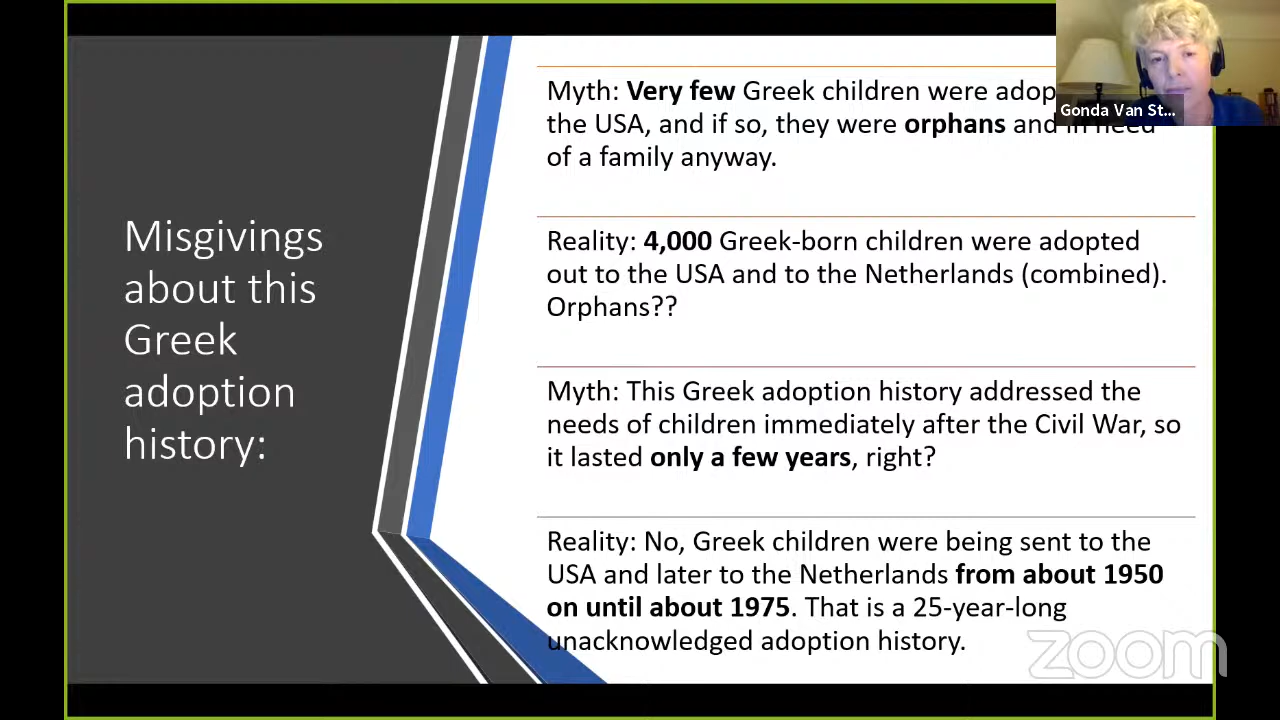 Misgivings
about this
Greek
adoption
history:
Myth: Very few Greek children were adop
the USA, and if so, they were orphans and in need
of a family anyway.
Reality: 4,000 Greek-born children were adopted
out to the USA and to the Netherlands (combined).
Orphans??
Myth: This Greek adoption history addressed the
needs of children immediately after the Civil War, so
it lasted only a few years, right?
Reality: No, Greek children were being sent to the
USA and later to the Netherlands from about 1950
on until about 1975. That is a 25-year-long
unacknowledged adoption history.
Gonda Van St...
zoom